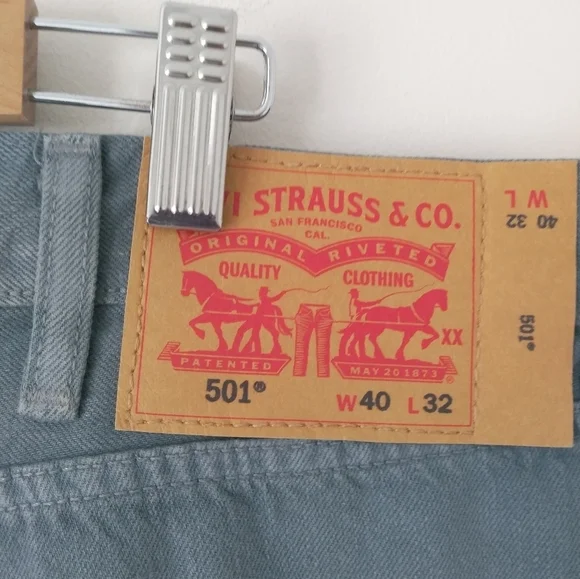 VI STRAUSS & CO.
SAN FRANCISCO
CAL.
ORIGINAL RIVETED
QUALITY CLOTHING
XX
PATENTED MAY 20 1873
501® W40 L32
W L
40 32
501®